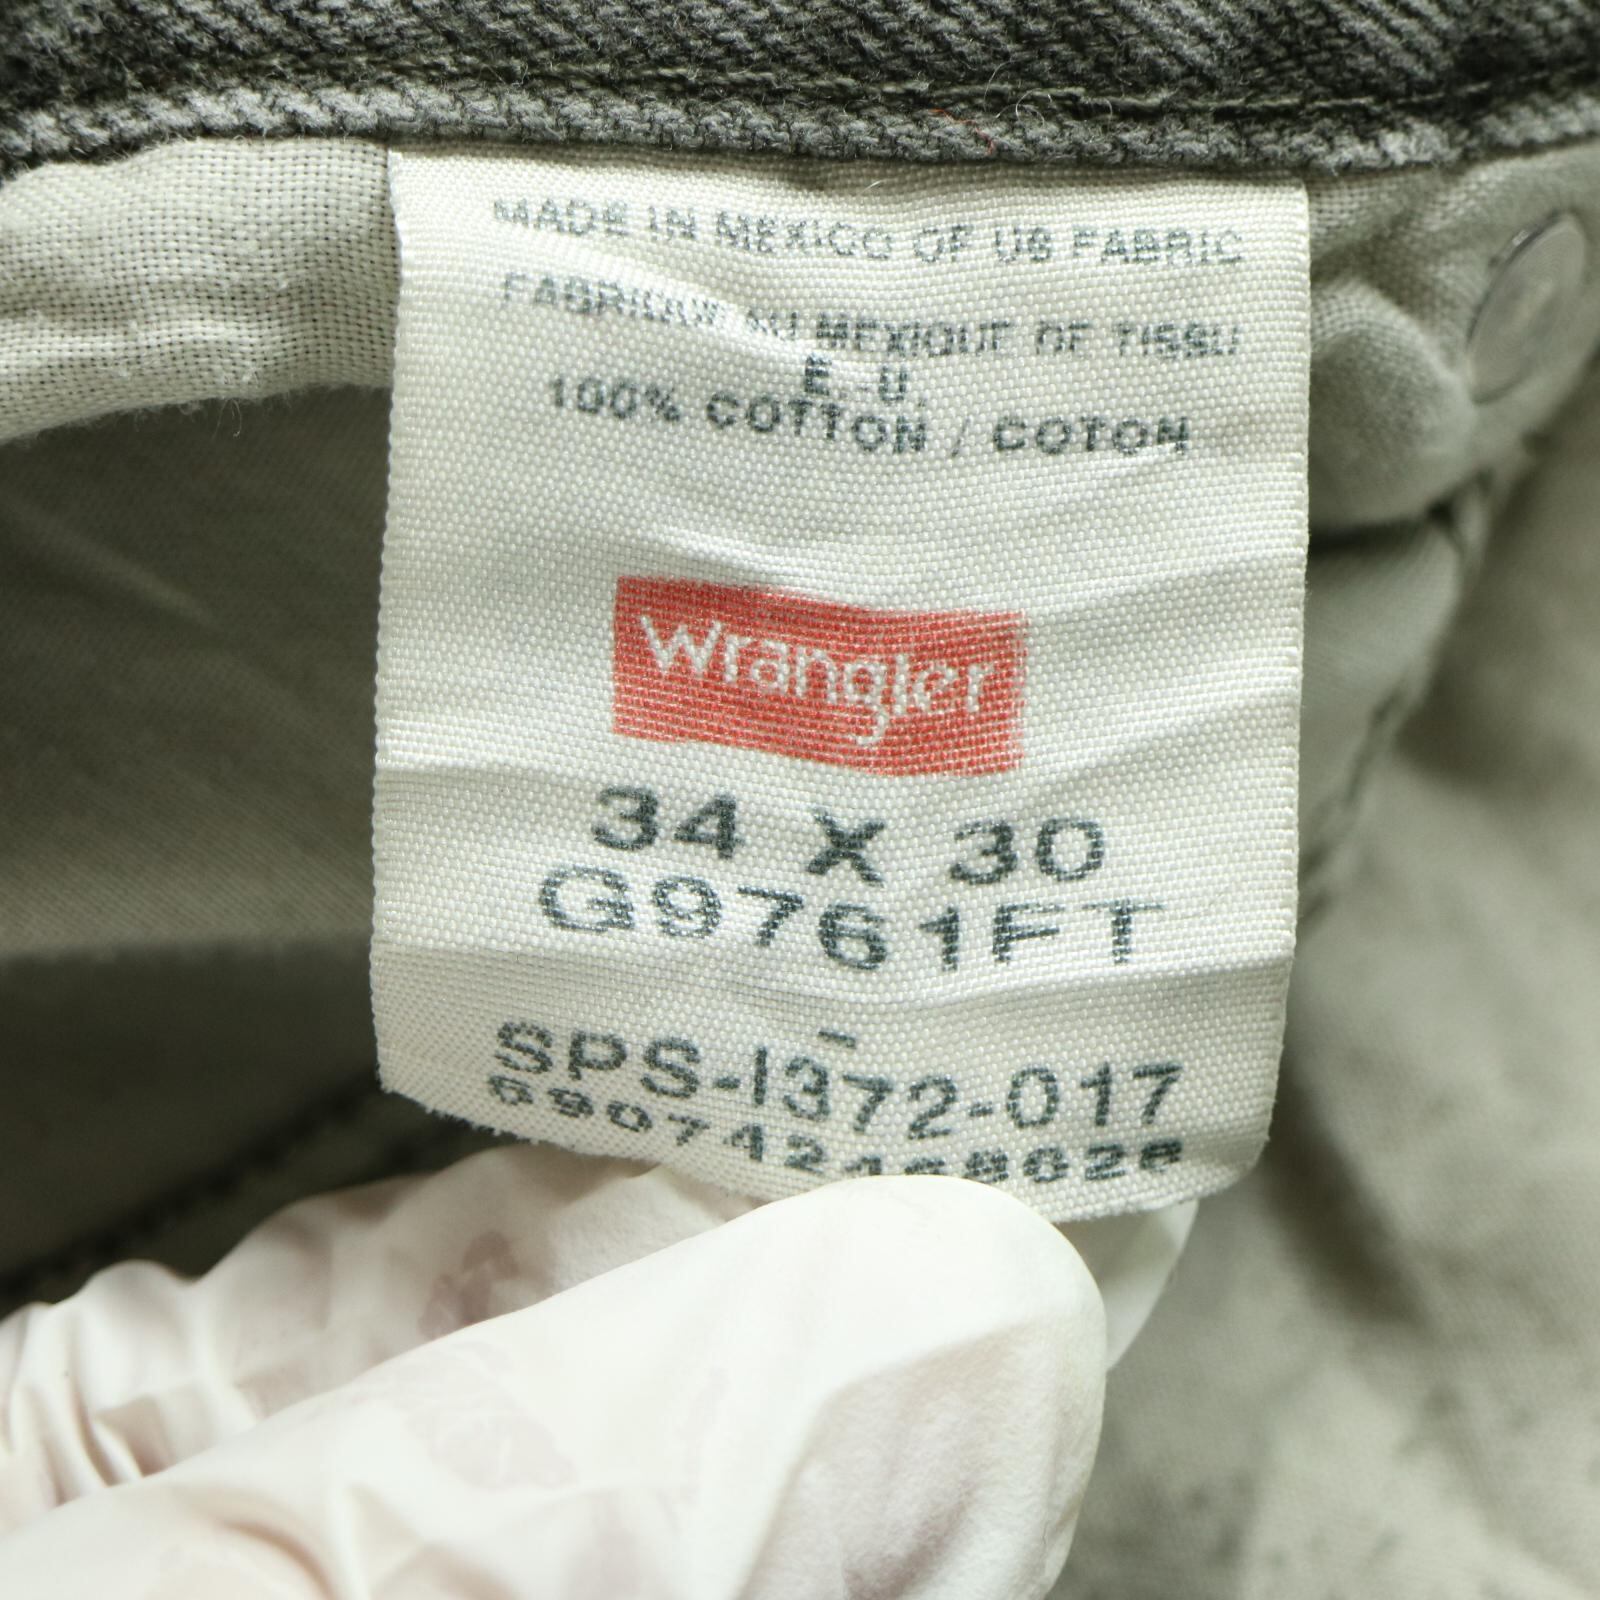 MADE IN MEXICO OF US FABRIC
FABRIQUE AU MEXIQUE DE TISSU
E.-U.
100% COTTON / COTON
Wrangler
34 X 30
G9761FT
-
SPS-1372-017